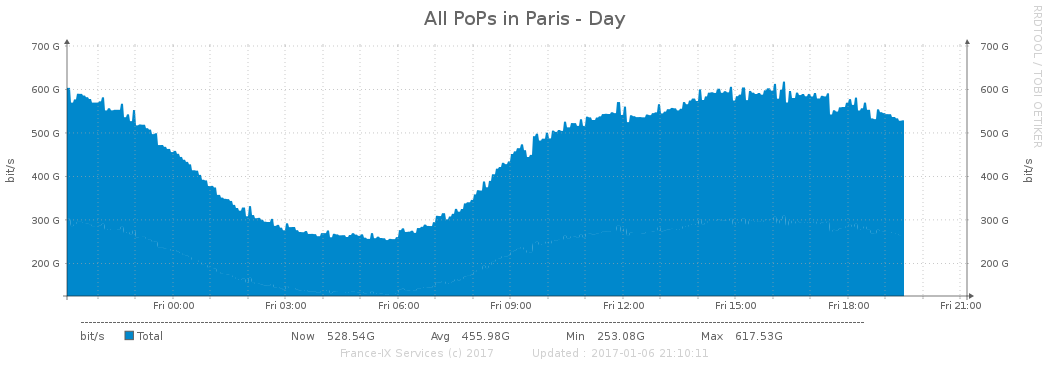 All PoPs in Paris - Day
RRDTOOL / TOBI OETIKER
bit/s
700 G
600 G
500 G
400 G
300 G
200 G
700 G
600 G
500 G
400 G
300 G
200 G
bit/s
Fri 00:00 Fri 03:00 Fri 06:00 Fri 09:00 Fri 12:00 Fri 15:00 Fri 18:00 Fri 21:00
bit/s Total Now 528.54G Avg 455.98G Min 253.08G Max 617.53G
France-IX Services (c) 2017 Updated : 2017-01-06 21:10:11